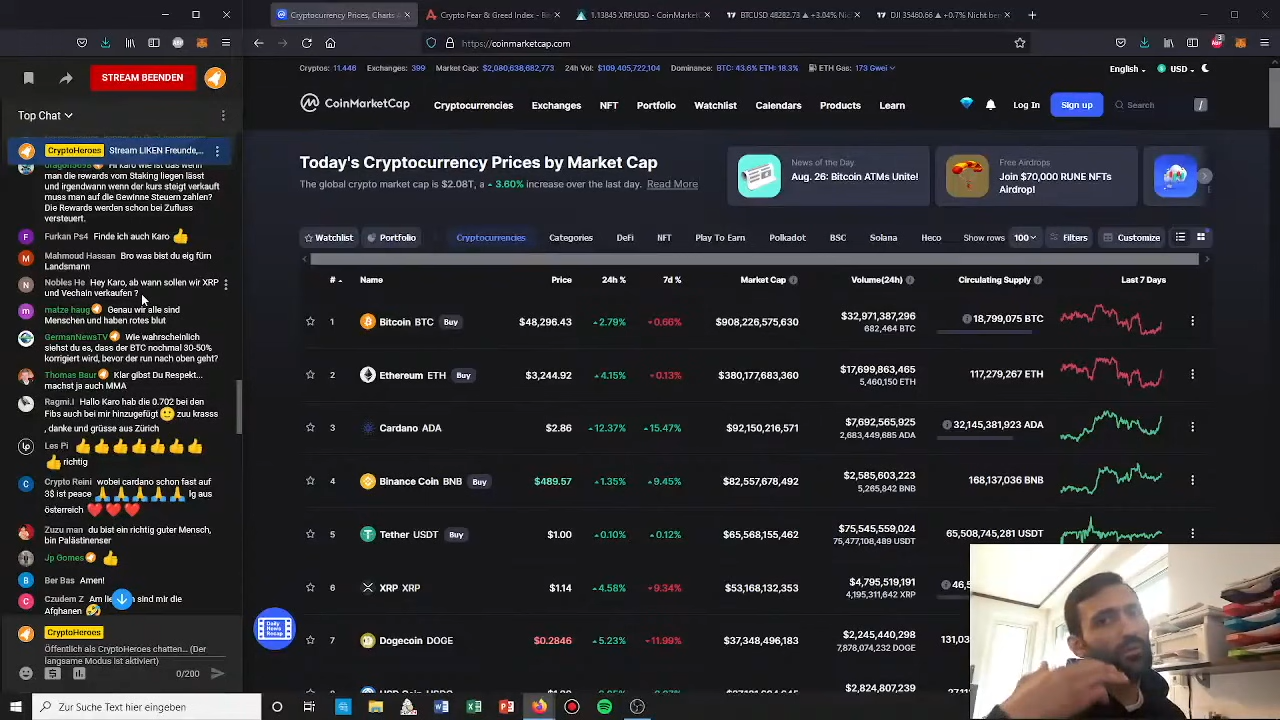 Cryptocurrency Prices, Charts
Crypto Fear & Greed Index - Bi
1.13845 XRP:USD - CoinMarketC
BTCUSD 48282.73 ▲ +3.04% Nic
DJI 35460.66 ▲ +0.7% Nicht be
https://coinmarketcap.com
STREAM BEENDEN
Cryptos: 11.446 Exchanges: 399 Market Cap: $2,080,638,682,773 24h Vol: $109,405,722,104 Dominance: BTC: 43.6% ETH: 18.3% ETH Gas: 173 Gwei
English
USD
CoinMarketCap
Cryptocurrencies Exchanges NFT Portfolio Watchlist Calendars Products Learn
Log In
Sign up
Search
/
Top Chat
CryptoHeroes Stream LIKEN Freunde,...
dragon5698 Hi Karo wie ist das wenn
man die rewards vom Staking liegen lässt
und irgendwann wenn der kurs steigt verkauft
muss man auf die Gewinne Steuern zahlen?
Die Rewards werden schon bei Zufluss
versteuert.
Furkan Ps4 Finde ich auch Karo 👍
Mahmoud Hassan Bro was bist du eig für'n
Landsmann
Nobles He Hey Karo, ab wann sollen wir XRP
und Vechain verkaufen ?
matze haug Genau wir alle sind
Menschen und haben rotes blut
GermanNewsTV Wie wahrscheinlich
siehst du es, dass der BTC nochmal 30-50%
korrigiert wird, bevor der run nach oben geht?
Thomas Baur Klar gibst Du Respekt...
machst ja auch MMA
Ragmi.I Hallo Karo hab die 0.702 bei den
Fibs auch bei mir hinzugefügt 🙂 zuu krasss
, danke und grüsse aus Zürich
Les Pi 👍👍👍👍👍👍👍
👍 richtig
Crypto Reini wobei cardano schon fast auf
3$ ist peace 🙏🙏🙏🙏🙏 lg aus
österreich ❤️❤️❤️
Zuzu man du bist ein richtig guter Mensch,
bin Palästinenser
Jp Gomes 👍
Ber Bas Amen!
Czudem Z Am lie sind mir die
Afghanen 🤣
CryptoHeroes
Öffentlich als CryptoHeroes chatten... (Der
langsame Modus ist aktiviert)
0/200
Today's Cryptocurrency Prices by Market Cap
The global crypto market cap is $2.08T, a 3.60% increase over the last day. Read More
News of the Day
Aug. 26: Bitcoin ATMs Unite!
Free Airdrops
Join $70,000 RUNE NFTs
Airdrop!
Watchlist Portfolio Cryptocurrencies Categories DeFi NFT Play To Earn Polkadot BSC Solana Heco Show rows 100 Filters Customize
# Name Price 24h % 7d % Market Cap Volume(24h) Circulating Supply Last 7 Days
1 Bitcoin BTC Buy $48,296.43 2.79% 0.66% $908,226,575,630 $32,971,387,296 18,799,075 BTC
682,464 BTC
2 Ethereum ETH Buy $3,244.92 4.15% 0.13% $380,177,683,360 $17,699,863,465 117,279,267 ETH
5,460,150 ETH
3 Cardano ADA $2.86 12.37% 15.47% $92,150,216,571 $7,692,565,925 32,145,381,923 ADA
2,683,449,685 ADA
4 Binance Coin BNB Buy $489.57 1.35% 9.45% $82,557,678,492 $2,585,603,223 168,137,036 BNB
5,265,842 BNB
5 Tether USDT Buy $1.00 0.10% 0.12% $65,568,155,462 $75,545,559,024 65,508,745,281 USDT
75,477,108,489 USDT
6 XRP XRP $1.14 4.58% 9.34% $53,168,132,353 $4,795,519,191 46,5
4,195,311,642 XRP
7 Dogecoin DOGE $0.2846 5.23% 11.99% $37,348,496,183 $2,245,440,298 131,03
7,878,074,232 DOGE
$2,824,807,239
Daily
News
Recap
Zur Suche Text hier eingeben